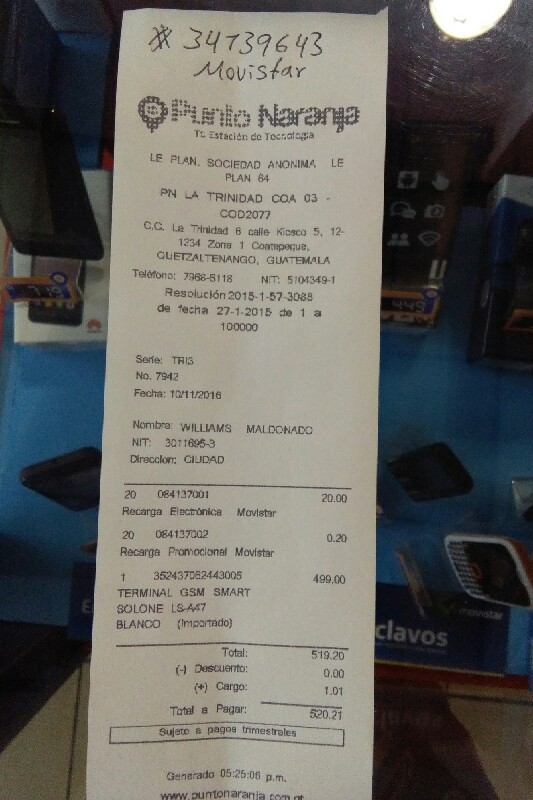 # 34739643
Movistar
Punto Naranja
Tu Estación de Tecnología
LE PLAN, SOCIEDAD ANONIMA LE
PLAN 64
PN LA TRINIDAD COA 03 -
COD2077
C.C. La Trinidad 6 calle Kiosco 5, 12-
1234 Zona 1 Coatepeque,
QUETZALTENANGO, GUATEMALA
Teléfono: 7968-6118 NIT: 5104349-1
Resolución 2015-1-57-3088
de fecha 27-1-2015 de 1 a
100000
Serie: TRI3
No. 7942
Fecha: 10/11/2016
Nombre: WILLIAMS MALDONADO
NIT: 3011695-3
Direccion: CIUDAD
20 084137001 20.00
Recarga Electrónica Movistar
20 084137002 0.20
Recarga Promocional Movistar
1 352437062443005 499.00
TERMINAL GSM SMART
SOLONE LS-A47
BLANCO (Importado)
Total: 519.20
(-) Descuento: 0.00
(+) Cargo: 1.01
Total a Pagar: 520.21
Sujeto a pagos trimestrales
Generado 05:25:06 p.m.
www.puntonaranja.com.gt
449
movistar
clavos